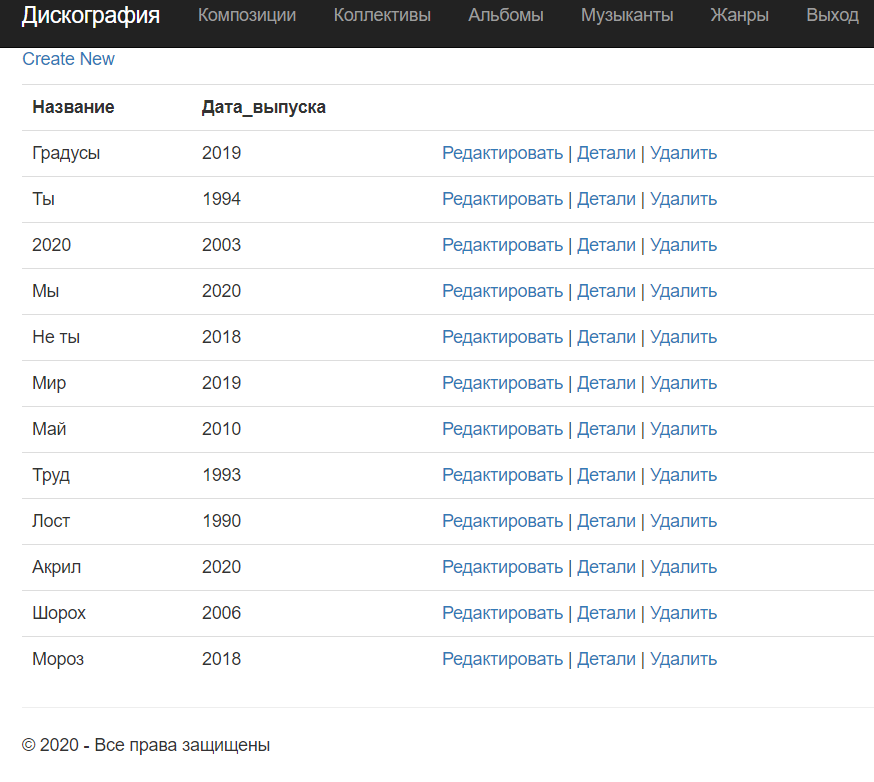 Дискография Композиции Коллективы Альбомы Музыканты Жанры Выход
Create New
Название Дата_выпуска
Градусы 2019 Редактировать | Детали | Удалить
Ты 1994 Редактировать | Детали | Удалить
2020 2003 Редактировать | Детали | Удалить
Мы 2020 Редактировать | Детали | Удалить
Не ты 2018 Редактировать | Детали | Удалить
Мир 2019 Редактировать | Детали | Удалить
Май 2010 Редактировать | Детали | Удалить
Труд 1993 Редактировать | Детали | Удалить
Лост 1990 Редактировать | Детали | Удалить
Акрил 2020 Редактировать | Детали | Удалить
Шорох 2006 Редактировать | Детали | Удалить
Мороз 2018 Редактировать | Детали | Удалить
© 2020 - Все права защищены